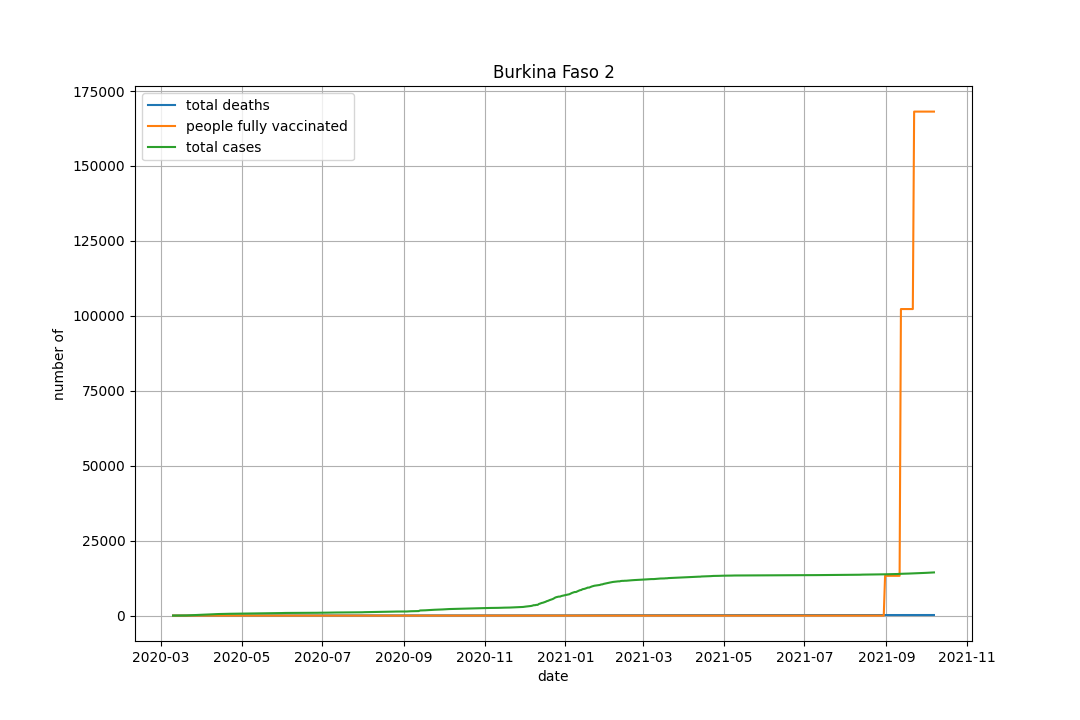 Burkina Faso 2
175000
150000
125000
100000
75000
50000
25000
0
number of
total deaths
people fully vaccinated
total cases
2020-03 2020-05 2020-07 2020-09 2020-11 2021-01 2021-03 2021-05 2021-07 2021-09 2021-11
date